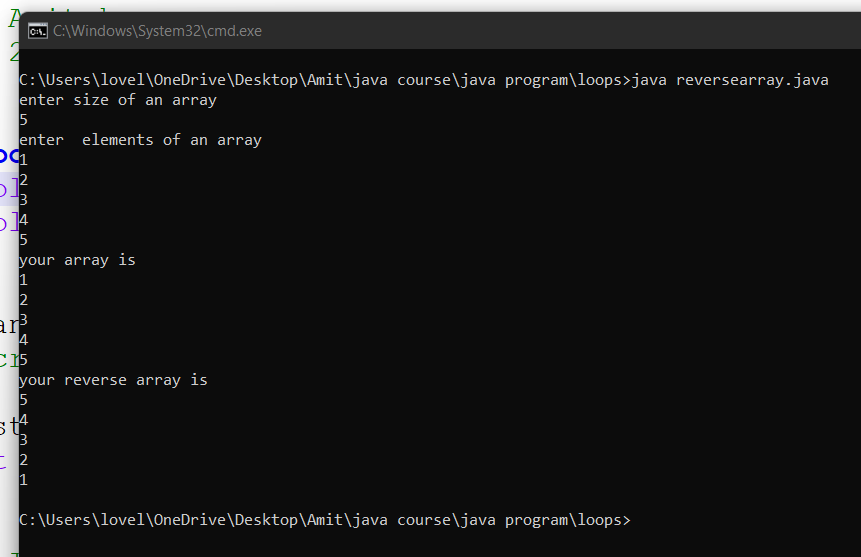 C:\Windows\System32\cmd.exe
C:\Users\lovel\OneDrive\Desktop\Amit\java course\java program\loops>java reversearray.java
enter size of an array
5
enter  elements of an array
1
2
3
4
5
your array is
1
2
3
4
5
your reverse array is
5
4
3
2
1
C:\Users\lovel\OneDrive\Desktop\Amit\java course\java program\loops>